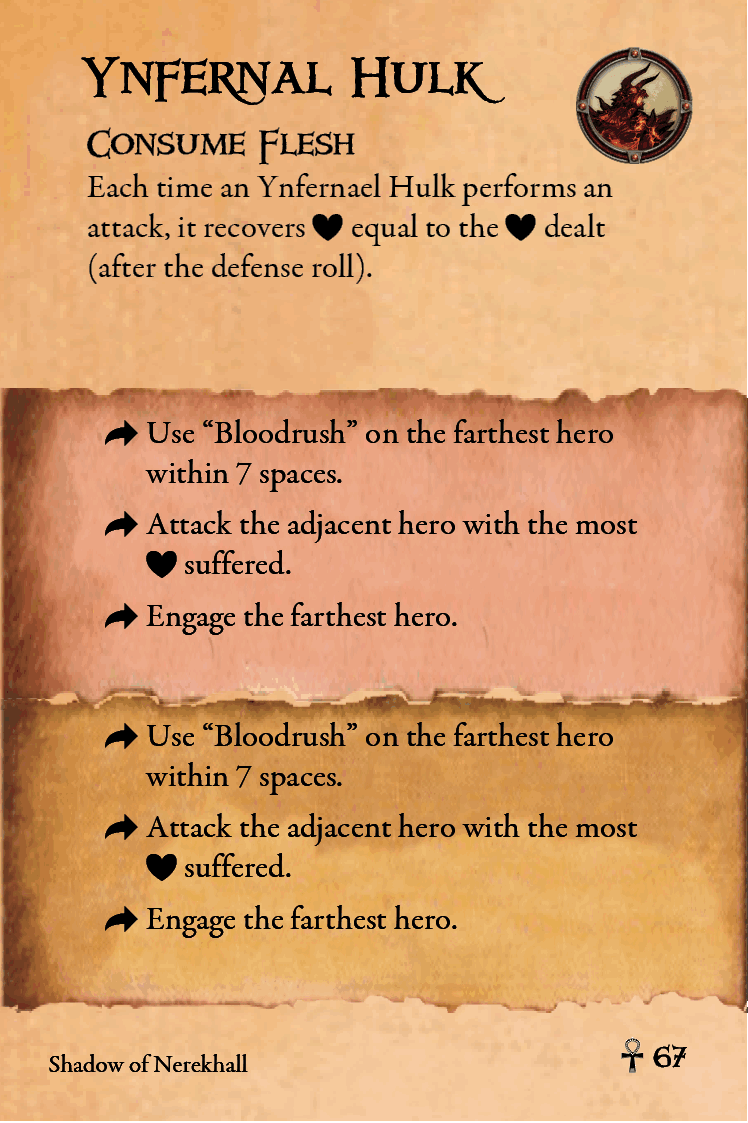 Ynfernal Hulk
Consume Flesh
Each time an Ynfernael Hulk performs an
attack, it recovers ♥ equal to the ♥ dealt
(after the defense roll).
Use “Bloodrush” on the farthest hero
within 7 spaces.
Attack the adjacent hero with the most
♥ suffered.
Engage the farthest hero.
Use “Bloodrush” on the farthest hero
within 7 spaces.
Attack the adjacent hero with the most
♥ suffered.
Engage the farthest hero.
Shadow of Nerekhall
☥ 67